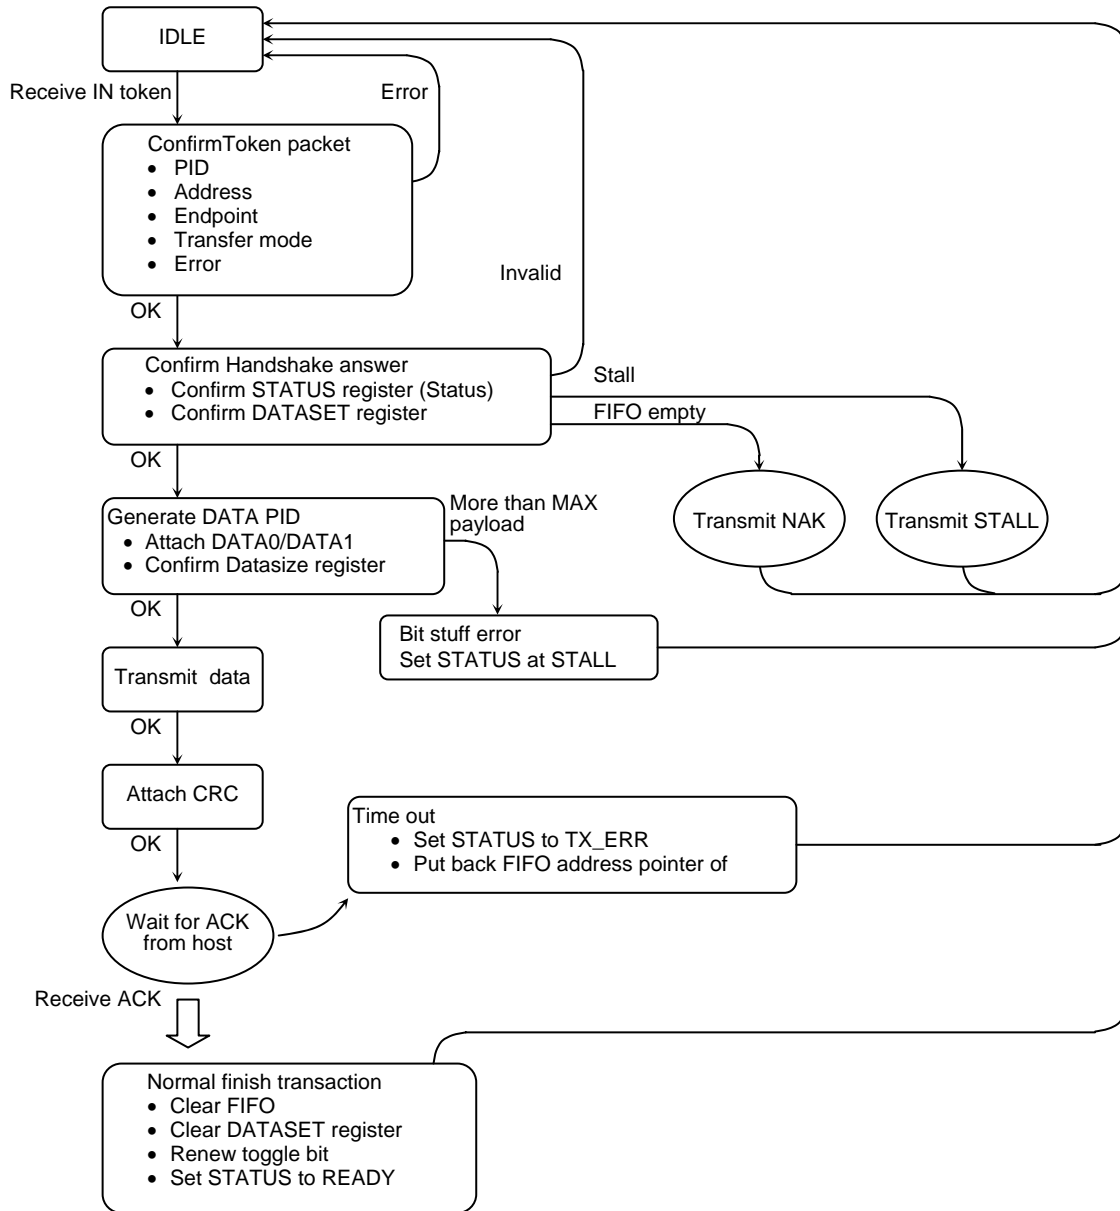 IDLE
Receive IN token
Error
ConfirmToken packet
• PID
• Address
• Endpoint
• Transfer mode
• Error
Invalid
OK
Confirm Handshake answer
• Confirm STATUS register (Status)
• Confirm DATASET register
Stall
FIFO empty
OK
Generate DATA PID
• Attach DATA0/DATA1
• Confirm Datasize register
More than MAX
payload
Transmit NAK
Transmit STALL
OK
Bit stuff error
Set STATUS at STALL
Transmit data
OK
Attach CRC
OK
Time out
• Set STATUS to TX_ERR
• Put back FIFO address pointer of
Wait for ACK
from host
Receive ACK
Normal finish transaction
• Clear FIFO
• Clear DATASET register
• Renew toggle bit
• Set STATUS to READY